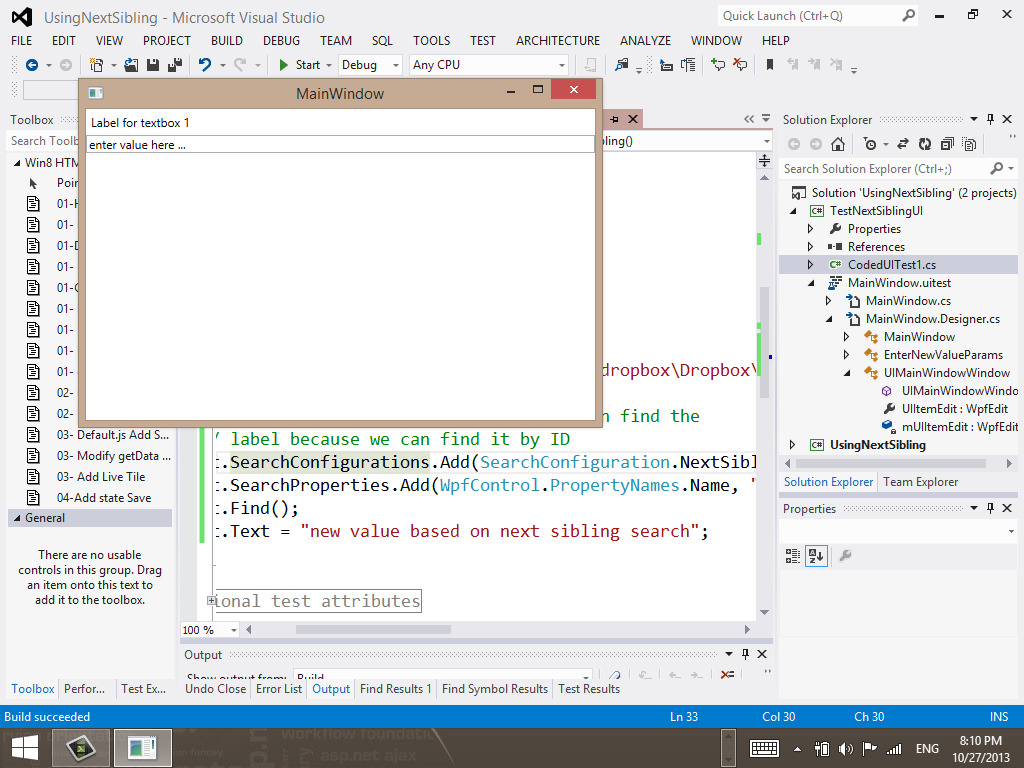 UsingNextSibling - Microsoft Visual Studio
Quick Launch (Ctrl+Q)
FILE EDIT VIEW PROJECT BUILD DEBUG TEAM SQL TOOLS TEST ARCHITECTURE ANALYZE WINDOW HELP
Start Debug Any CPU
MainWindow
Label for textbox 1
enter value here ...
Toolbox
Search Toolb
Win8 HTM
Poin
01-H
01-
01-D
01-
01-C
01-
01-
01-
01-
02-
02-
03- Default.js Add S...
03- Modify getData ...
03- Add Live Tile
04-Add state Save
General
There are no usable
controls in this group. Drag
an item onto this text to
add it to the toolbox.
Toolbox Perfor... Test Ex...
ling()
dropbox\Dropbox\
n find the
/ label because we can find it by ID
t.SearchConfigurations.Add(SearchConfiguration.NextSibl
t.SearchProperties.Add(WpfControl.PropertyNames.Name, "
t.Find();
t.Text = "new value based on next sibling search";
ional test attributes
100 %
Output
Show output from: Build
Undo Close Error List Output Find Results 1 Find Symbol Results Test Results
Solution Explorer
Search Solution Explorer (Ctrl+;)
Solution 'UsingNextSibling' (2 projects)
TestNextSiblingUI
Properties
References
CodedUITest1.cs
MainWindow.uitest
MainWindow.cs
MainWindow.Designer.cs
MainWindow
EnterNewValueParams
UIMainWindowWindow
UIMainWindowWindo
UIItemEdit : WpfEdit
mUIItemEdit : WpfEdit
UsingNextSibling
Solution Explorer Team Explorer
Properties
Build succeeded Ln 33 Col 30 Ch 30 INS
workflow foundati
asp.net ajax
ENG
8:10 PM
10/27/2013